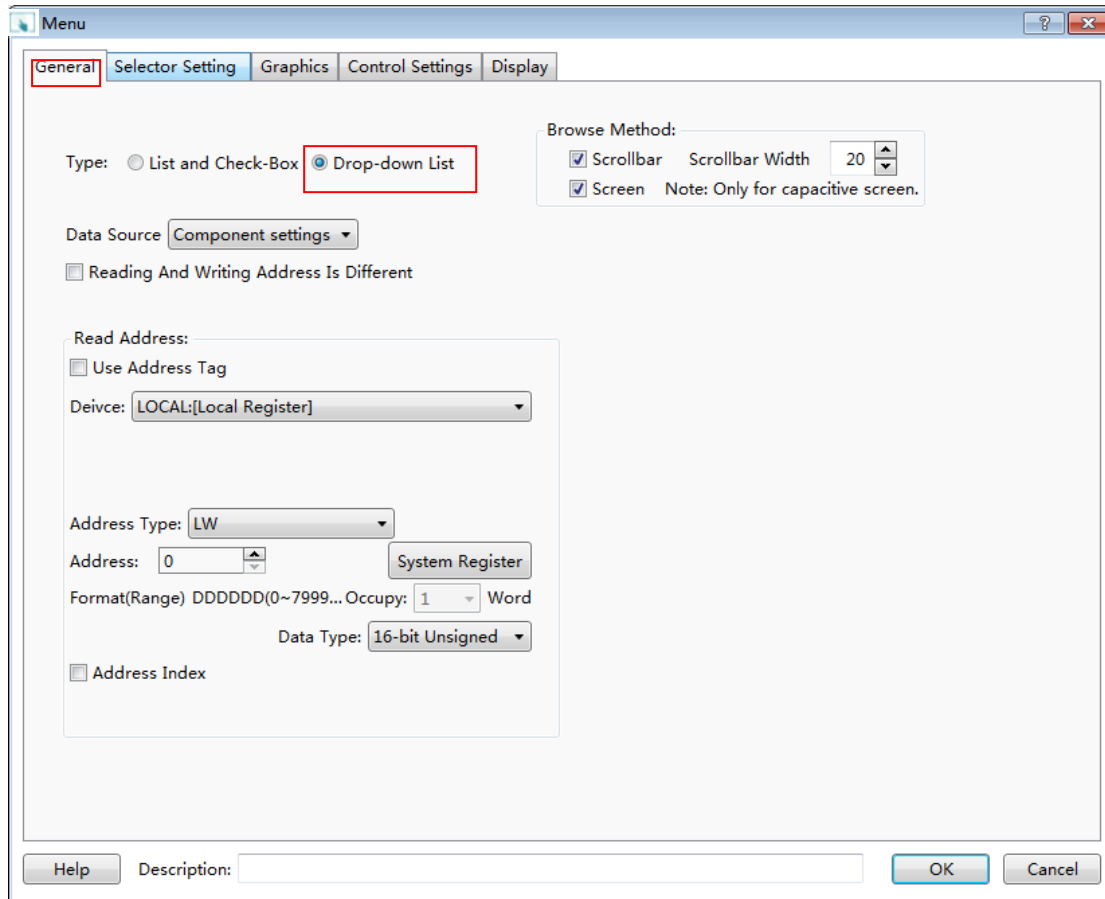 Menu
General Selector Setting Graphics Control Settings Display
Browse Method:
Type: List and Check-Box Drop-down List
Scrollbar Scrollbar Width 20
Screen Note: Only for capacitive screen.
Data Source Component settings
Reading And Writing Address Is Different
Read Address:
Use Address Tag
Deivce: LOCAL:[Local Register]
Address Type: LW
Address: 0 System Register
Format(Range) DDDDDD(0~7999... Occupy: 1 Word
Data Type: 16-bit Unsigned
Address Index
Help Description: OK Cancel